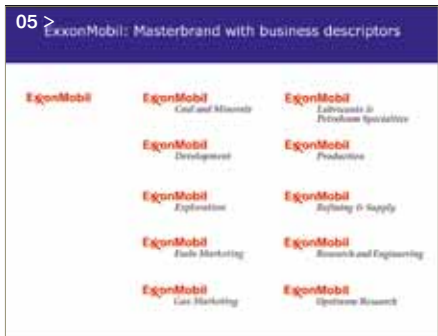 05 >
ExxonMobil: Masterbrand with business descriptors
ExxonMobil
ExxonMobil
Coal and Minerals
ExxonMobil
Development
ExxonMobil
Exploration
ExxonMobil
Fuels Marketing
ExxonMobil
Gas Marketing
ExxonMobil
Lubricants &
Petroleum Specialties
ExxonMobil
Production
ExxonMobil
Refining & Supply
ExxonMobil
Research and Engineering
ExxonMobil
Upstream Research